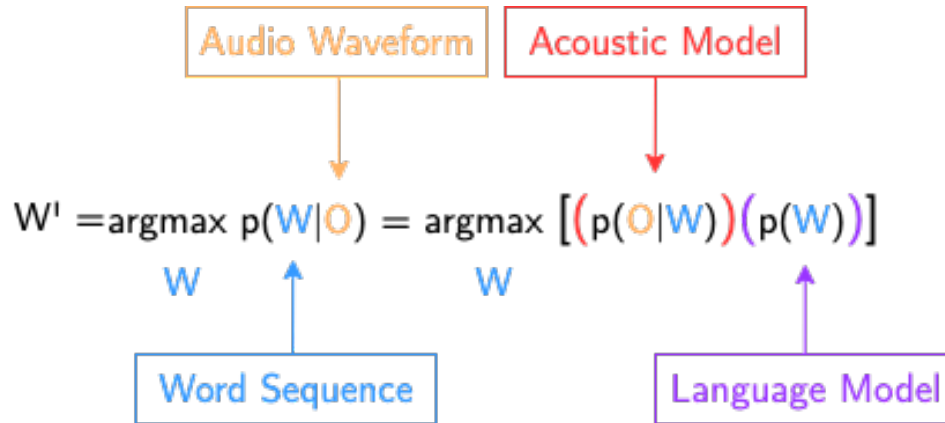 Audio Waveform
Acoustic Model
W' =argmax p(W|O) = argmax [(p(O|W))(p(W))]
W
W
Word Sequence
Language Model